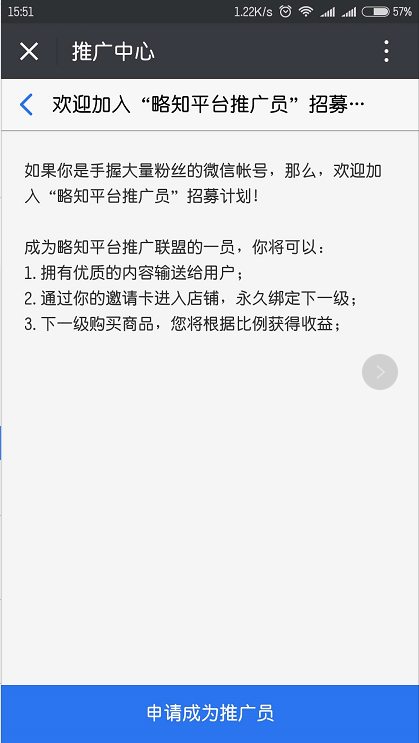 15:51 1.22K/s 57%
推广中心
欢迎加入“略知平台推广员”招募…
如果你是手握大量粉丝的微信帐号，那么，欢迎加
入“略知平台推广员”招募计划！
成为略知平台推广联盟的一员，你将可以：
1.拥有优质的内容输送给用户；
2.通过你的邀请卡进入店铺，永久绑定下一级；
3.下一级购买商品，您将根据比例获得收益；
申请成为推广员